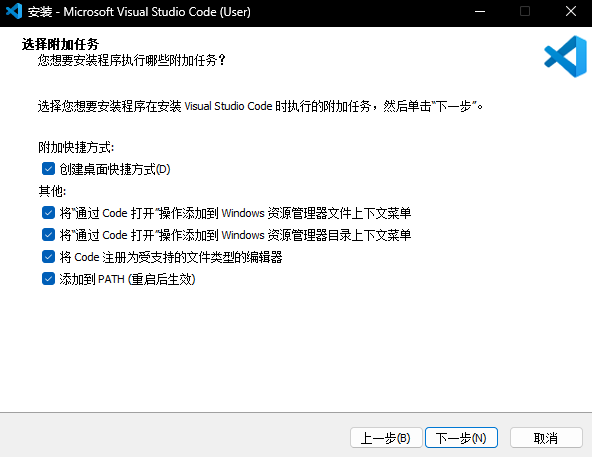 安装 - Microsoft Visual Studio Code (User)
选择附加任务
您想要安装程序执行哪些附加任务？
选择您想要安装程序在安装 Visual Studio Code 时执行的附加任务，然后单击“下一步”。
附加快捷方式:
创建桌面快捷方式(D)
其他:
将“通过 Code 打开”操作添加到 Windows 资源管理器文件上下文菜单
将“通过 Code 打开”操作添加到 Windows 资源管理器目录上下文菜单
将 Code 注册为受支持的文件类型的编辑器
添加到 PATH (重启后生效)
上一步(B) 下一步(N) 取消